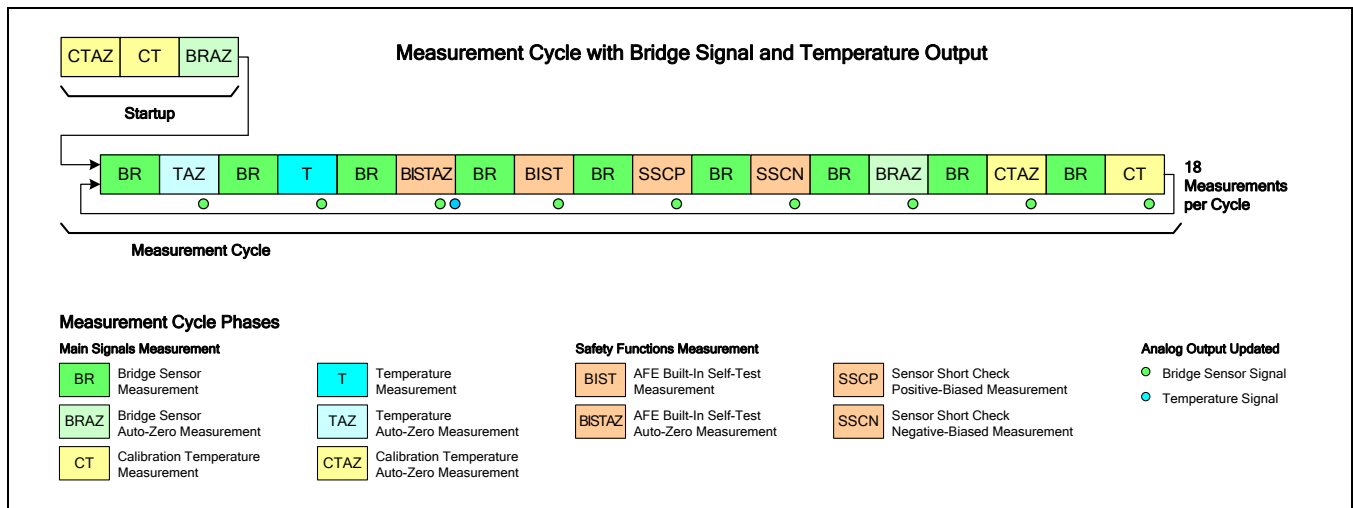 Measurement Cycle with Bridge Signal and Temperature Output
CTAZ CT BRAZ
Startup
BR TAZ BR T BR BISTAZ BR BIST BR SSCP BR SSCN BR BRAZ BR CTAZ BR CT
18
Measurements
per Cycle
Measurement Cycle
Measurement Cycle Phases
Main Signals Measurement
BR Bridge Sensor
Measurement
BRAZ Bridge Sensor
Auto-Zero Measurement
CT Calibration Temperature
Measurement
T Temperature
Measurement
TAZ Temperature
Auto-Zero Measurement
CTAZ Calibration Temperature
Auto-Zero Measurement
Safety Functions Measurement
BIST AFE Built-In Self-Test
Measurement
BISTAZ AFE Built-In Self-Test
Auto-Zero Measurement
SSCP Sensor Short Check
Positive-Biased Measurement
SSCN Sensor Short Check
Negative-Biased Measurement
Analog Output Updated
Bridge Sensor Signal
Temperature Signal